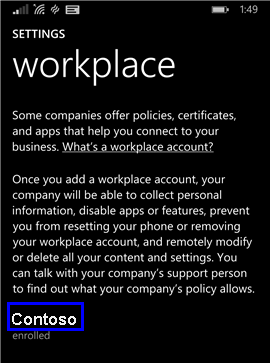 1:49
SETTINGS
workplace
Some companies offer policies, certificates,
and apps that help you connect to your
business. What's a workplace account?
Once you add a workplace account, your
company will be able to collect personal
information, disable apps or features, prevent
you from resetting your phone or removing
your workplace account, and remotely modify
or delete all your content and settings. You
can talk with your company's support person
to find out what your company's policy allows.
Contoso
enrolled